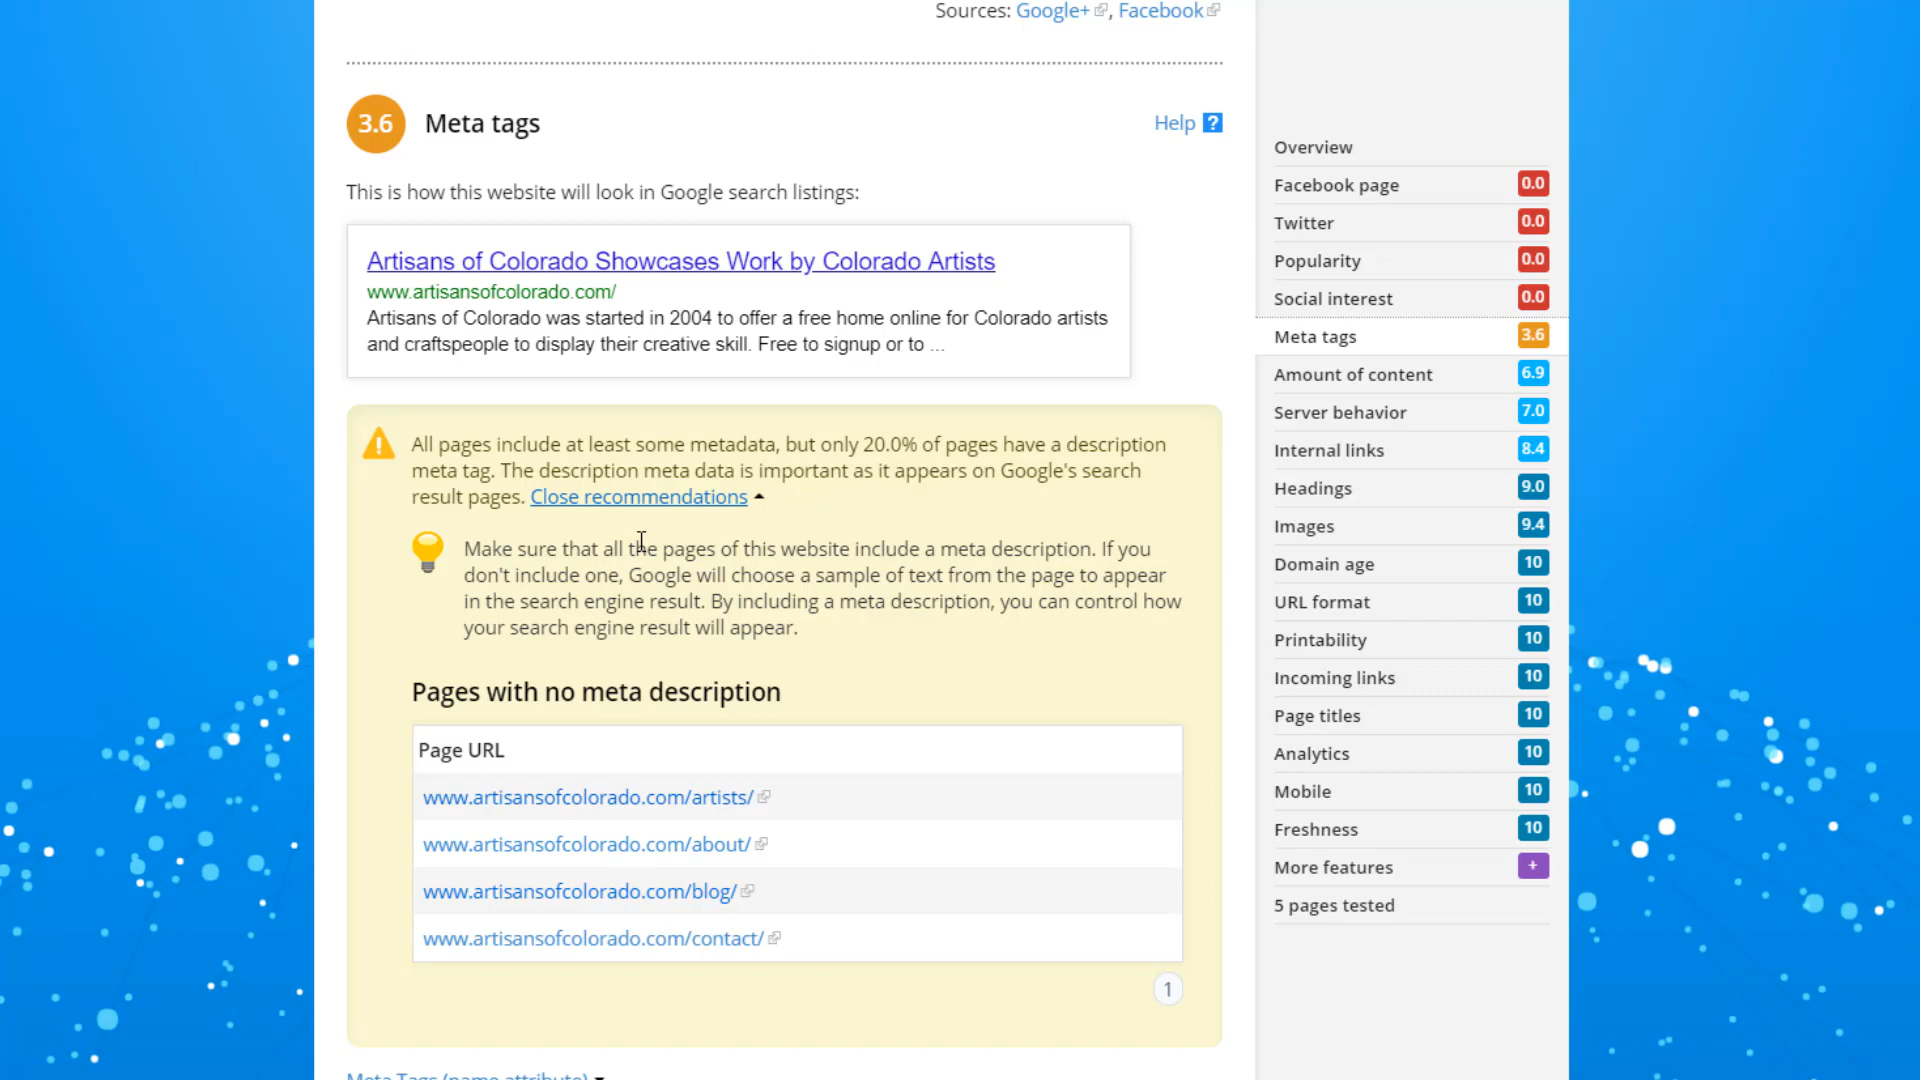 Sources: Google+, Facebook
3.6 Meta tags
Help ?
This is how this website will look in Google search listings:
Artisans of Colorado Showcases Work by Colorado Artists
www.artisansofcolorado.com/
Artisans of Colorado was started in 2004 to offer a free home online for Colorado artists
and craftspeople to display their creative skill. Free to signup or to ...
All pages include at least some metadata, but only 20.0% of pages have a description
meta tag. The description meta data is important as it appears on Google's search
result pages. Close recommendations
Make sure that all the pages of this website include a meta description. If you
don't include one, Google will choose a sample of text from the page to appear
in the search engine result. By including a meta description, you can control how
your search engine result will appear.
Pages with no meta description
Page URL
www.artisansofcolorado.com/artists/
www.artisansofcolorado.com/about/
www.artisansofcolorado.com/blog/
www.artisansofcolorado.com/contact/
1
Meta Tags (name attribute)
Overview
Facebook page 0.0
Twitter 0.0
Popularity 0.0
Social interest 0.0
Meta tags 3.6
Amount of content 6.9
Server behavior 7.0
Internal links 8.4
Headings 9.0
Images 9.4
Domain age 10
URL format 10
Printability 10
Incoming links 10
Page titles 10
Analytics 10
Mobile 10
Freshness 10
More features +
5 pages tested